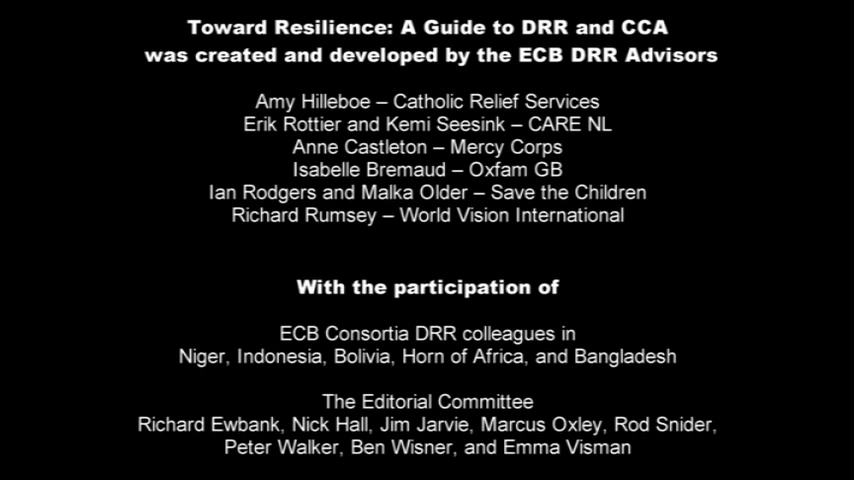 Toward Resilience: A Guide to DRR and CCA
was created and developed by the ECB DRR Advisors
Amy Hilleboe – Catholic Relief Services
Erik Rottier and Kemi Seesink – CARE NL
Anne Castleton – Mercy Corps
Isabelle Bremaud – Oxfam GB
Ian Rodgers and Malka Older – Save the Children
Richard Rumsey – World Vision International
With the participation of
ECB Consortia DRR colleagues in
Niger, Indonesia, Bolivia, Horn of Africa, and Bangladesh
The Editorial Committee
Richard Ewbank, Nick Hall, Jim Jarvie, Marcus Oxley, Rod Snider,
Peter Walker, Ben Wisner, and Emma Visman